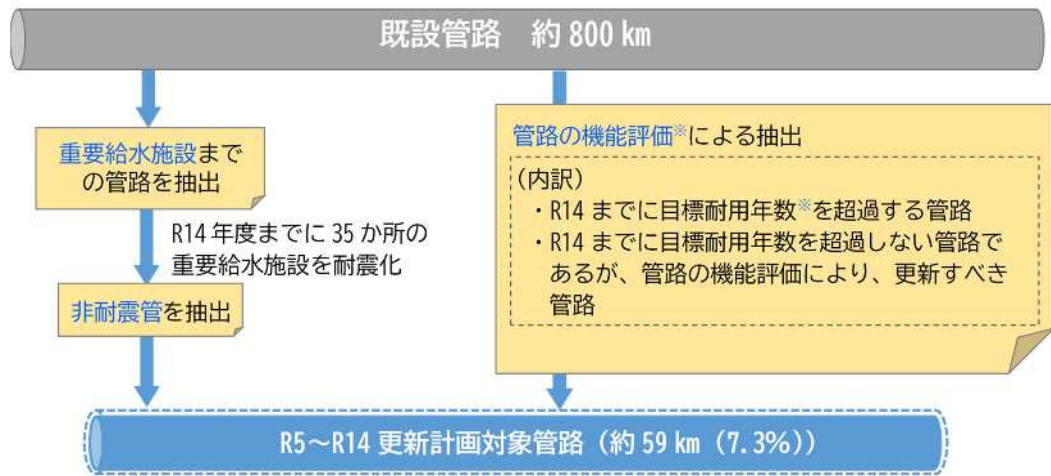 既設管路　約 800 km
重要給水施設まで
の管路を抽出
R14 年度までに 35 か所の
重要給水施設を耐震化
非耐震管を抽出
管路の機能評価※による抽出
（内訳）
・R14 までに目標耐用年数※を超過する管路
・R14 までに目標耐用年数を超過しない管路で
あるが、管路の機能評価により、更新すべき
管路
R5～R14 更新計画対象管路（約 59 km（7.3%））